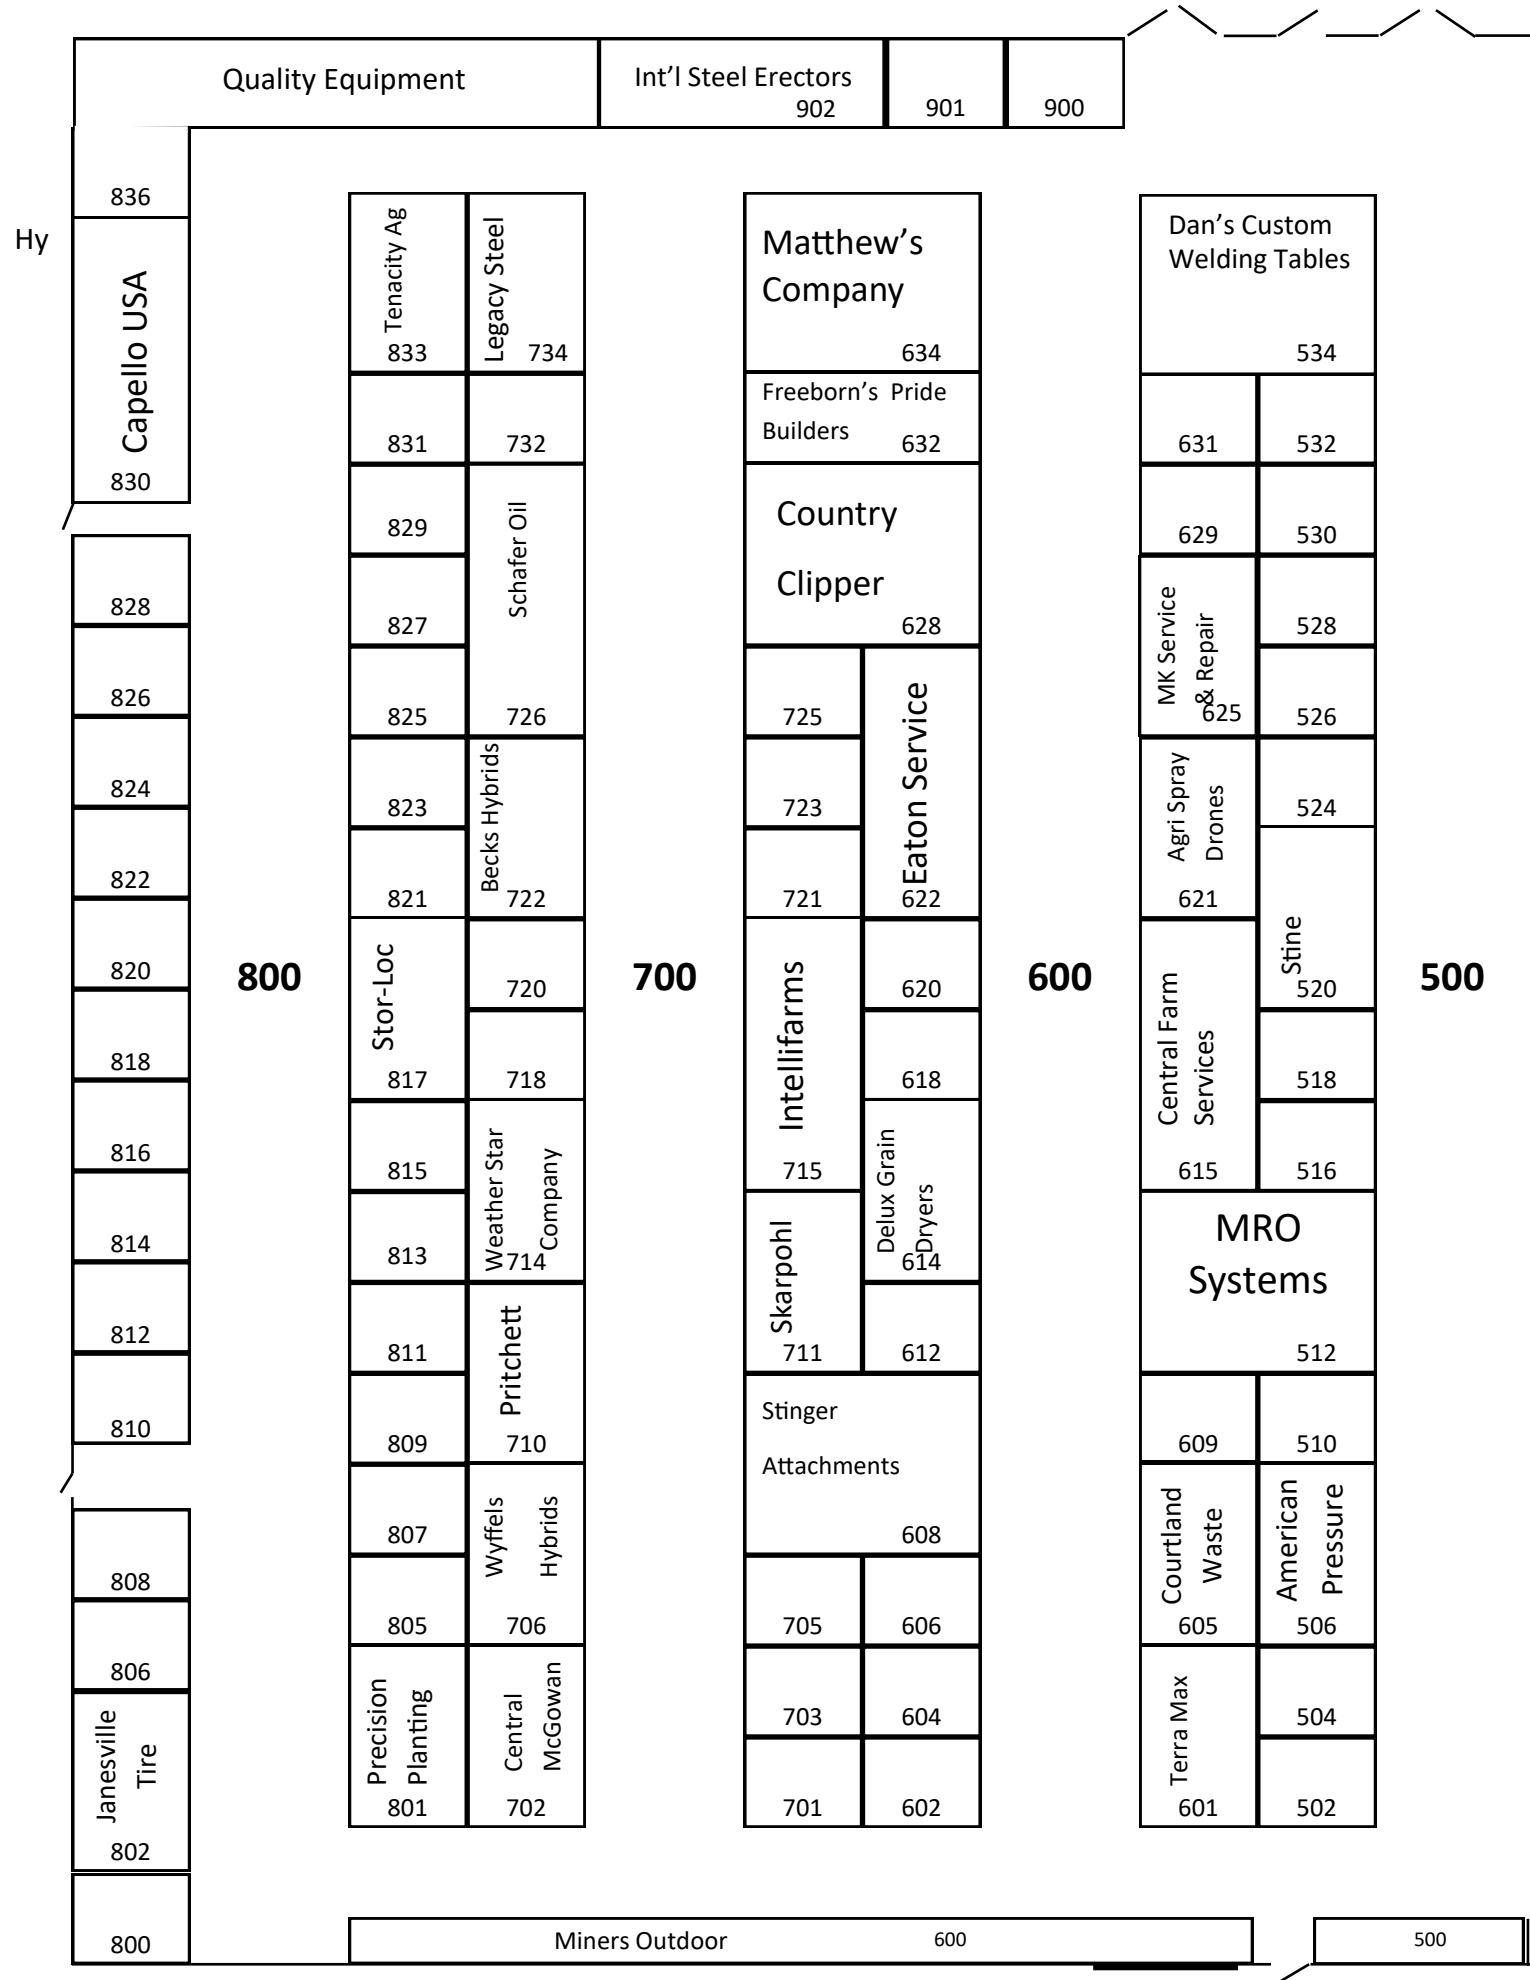 Quality Equipment
Int'l Steel Erectors
902
901
900
836
Hy
Capello USA
830
828
826
824
822
820
818
816
814
812
810
808
806
Janesville
Tire
802
800
800
Tenacity Ag
833
831
829
827
825
823
821
Stor-Loc
817
815
813
811
809
807
805
Precision
Planting
801
Legacy Steel
734
732
Schafer Oil
726
Becks Hybrids
722
720
718
Weather Star
Company
714
Pritchett
710
Wyffels
Hybrids
706
Central
McGowan
702
700
Matthew's
Company
634
Freeborn's Pride
Builders
632
Country
Clipper
628
725
723
721
Intellifarms
715
Skarpohl
711
Eaton Service
622
620
618
Delux Grain
Dryers
614
612
Stinger
Attachments
608
705
606
703
604
701
602
600
Dan's Custom
Welding Tables
534
631
532
629
530
MK Service
& Repair
625
528
526
Agri Spray
Drones
621
524
Stine
520
Central Farm
Services
615
518
516
MRO
Systems
512
609
510
Courtland
Waste
605
American
Pressure
506
Terra Max
601
504
502
500
Miners Outdoor
600
500